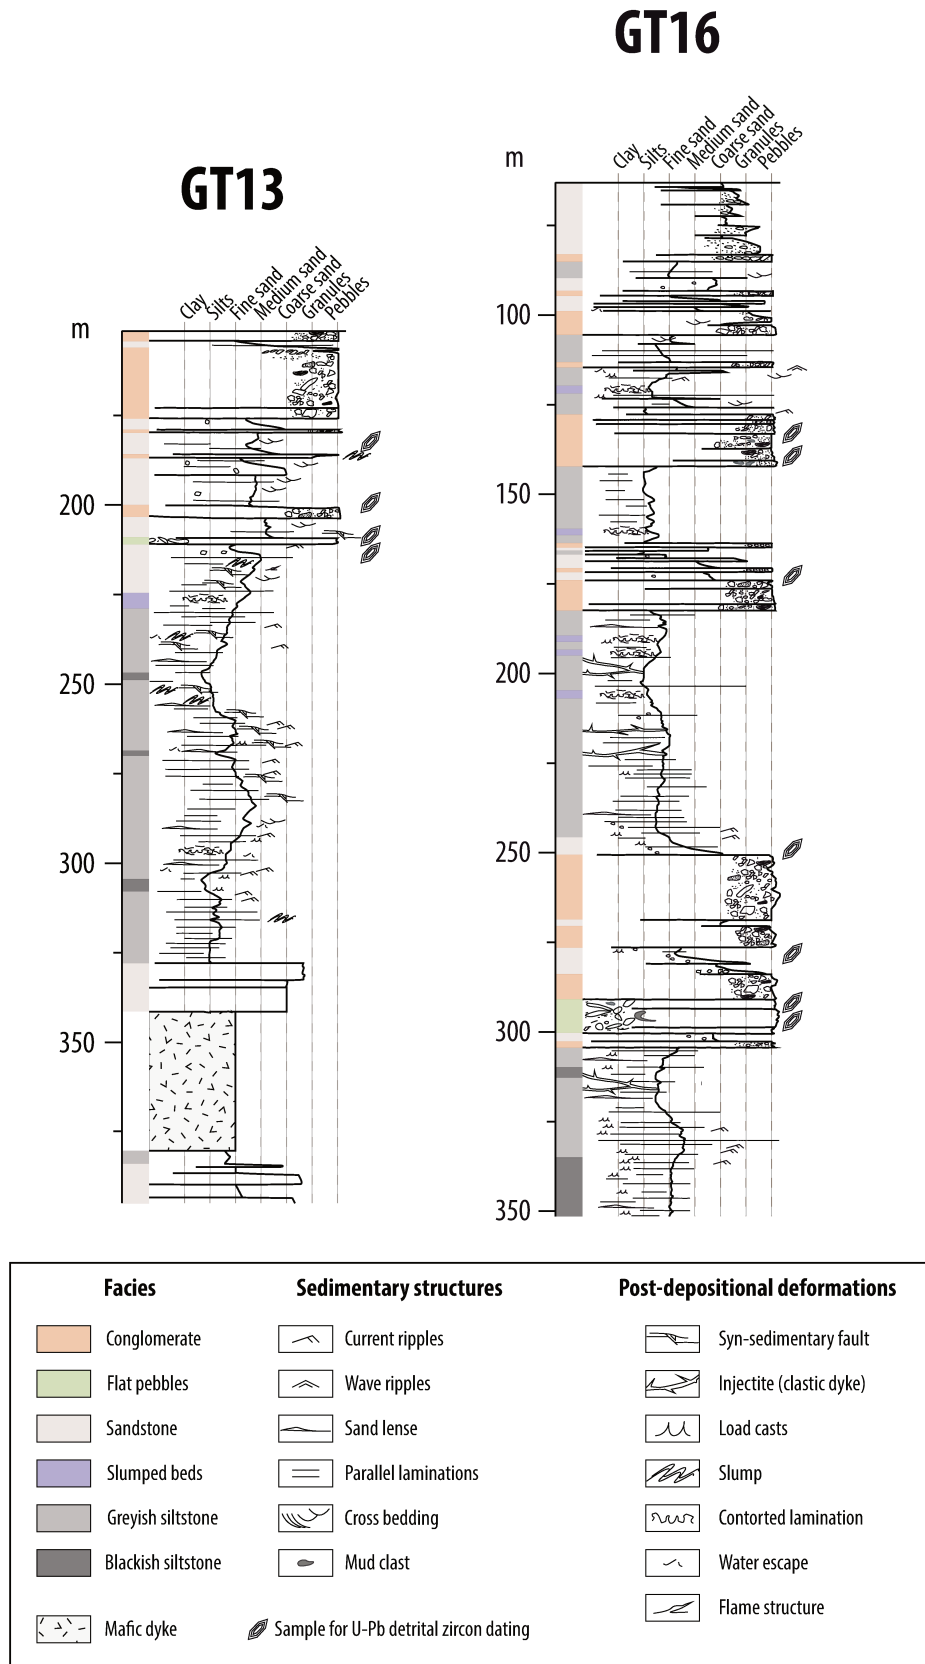 GT16
m
Clay
Silts
Fine sand
Medium sand
Coarse sand
Granules
Pebbles
100
150
200
250
300
350
GT13
m
Clay
Silts
Fine sand
Medium sand
Coarse sand
Granules
Pebbles
200
250
300
350
Facies
Conglomerate
Flat pebbles
Sandstone
Slumped beds
Greyish siltstone
Blackish siltstone
Mafic dyke
Sedimentary structures
Current ripples
Wave ripples
Sand lense
Parallel laminations
Cross bedding
Mud clast
Sample for U-Pb detrital zircon dating
Post-depositional deformations
Syn-sedimentary fault
Injectite (clastic dyke)
Load casts
Slump
Contorted lamination
Water escape
Flame structure